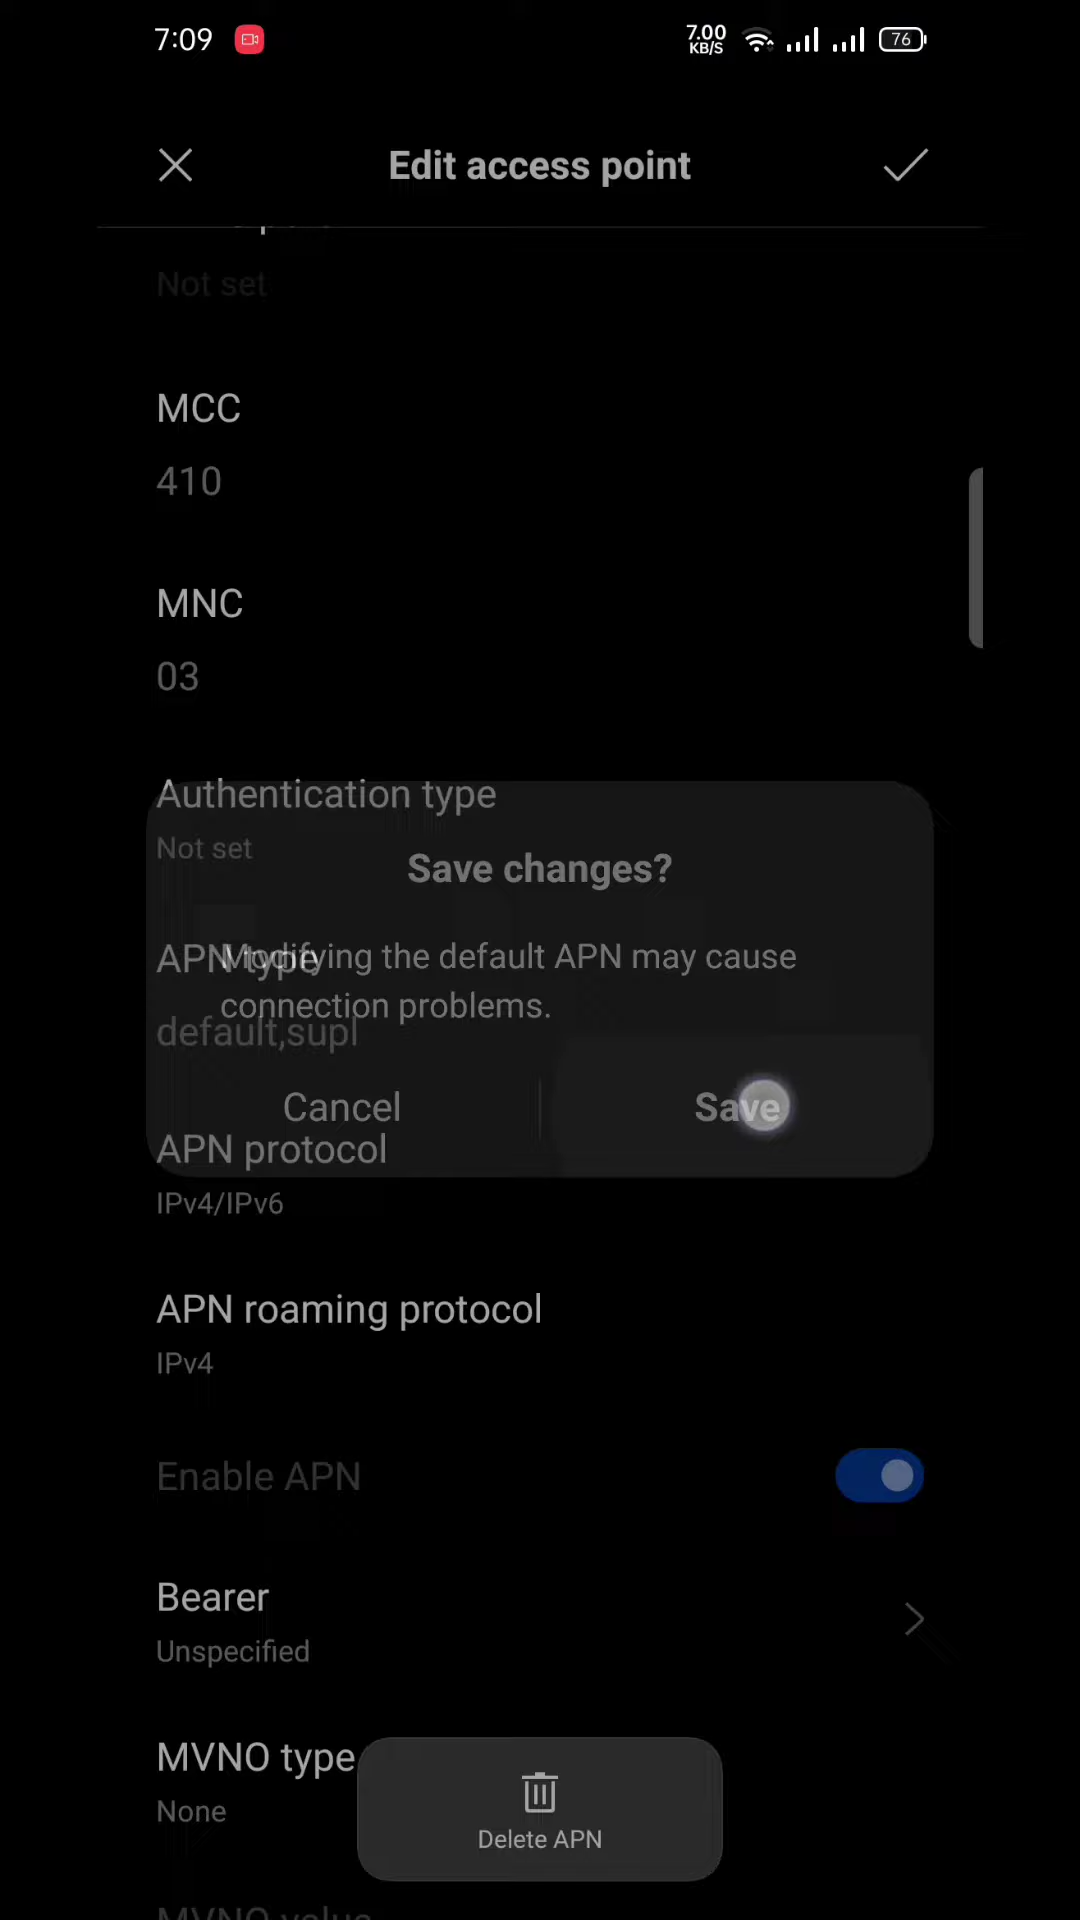 7:09
7.00
KB/S
76
Edit access point
Not set
MCC
410
MNC
03
Authentication type
Not set
Save changes?
APN type
Modifying the default APN may cause
connection problems.
default,supl
Cancel
Save
APN protocol
IPv4/IPv6
APN roaming protocol
IPv4
Enable APN
Bearer
Unspecified
MVNO type
None
Delete APN
MVNO value